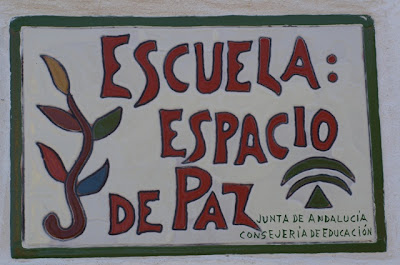 ESCUELA:
ESPACIO
DE PAZ
JUNTA DE ANDALUCÍA
CONSEJERÍA DE EDUCACIÓN